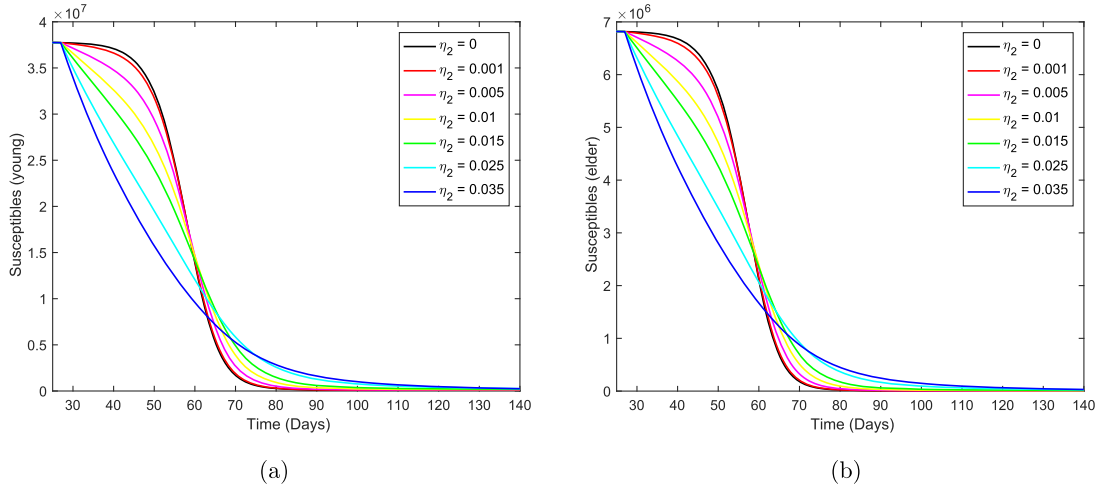 ×10⁷
4
3.5
3
2.5
2
1.5
1
0.5
0
30 40 50 60 70 80 90 100 110 120 130 140
Time (Days)
Susceptibles (young)
η₂ = 0
η₂ = 0.001
η₂ = 0.005
η₂ = 0.01
η₂ = 0.015
η₂ = 0.025
η₂ = 0.035
(a)
×10⁶
7
6
5
4
3
2
1
0
30 40 50 60 70 80 90 100 110 120 130 140
Time (Days)
Susceptibles (elder)
η₂ = 0
η₂ = 0.001
η₂ = 0.005
η₂ = 0.01
η₂ = 0.015
η₂ = 0.025
η₂ = 0.035
(b)